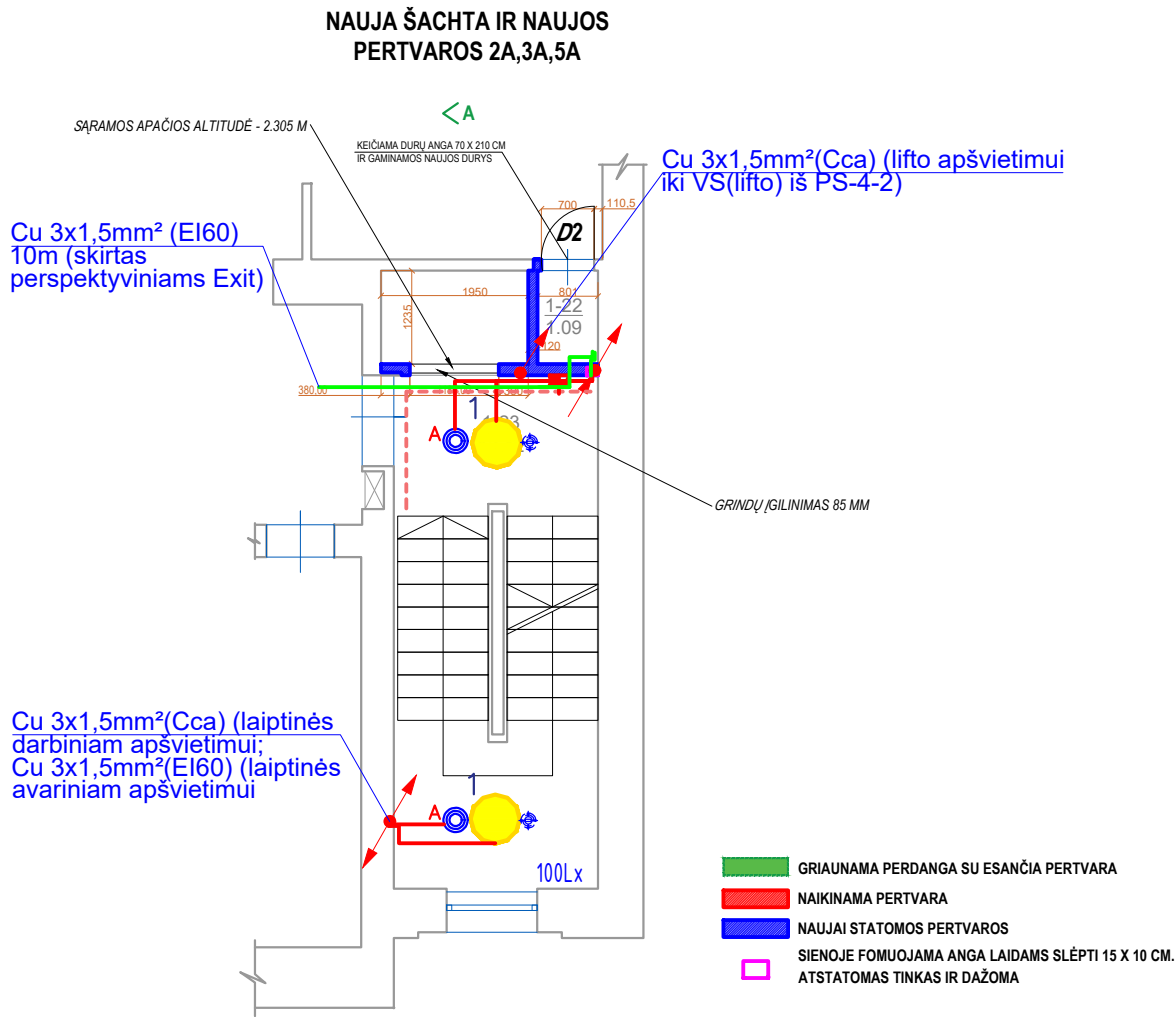 NAUJA ŠACHTA IR NAUJOS
PERTVAROS 2A,3A,5A
A
SĄRAMOS APAČIOS ALTITUDĖ - 2.305 M
KEIČIAMA DURŲ ANGA 70 X 210 CM
IR GAMINAMOS NAUJOS DURYS
Cu 3x1,5mm²(Cca) (lifto apšvietimui
iki VS(lifto) iš PS-4-2)
Cu 3x1,5mm² (EI60)
10m (skirtas
perspektyviniams Exit)
700
110,5
D2
1950
801
1-22
1.09
1235
120
380,00
1
A
GRINDŲ ĮGILINIMAS 85 MM
Cu 3x1,5mm²(Cca) (laiptinės
darbiniam apšvietimui;
Cu 3x1,5mm²(EI60) (laiptinės
avariniam apšvietimui
1
A
100Lx
GRIAUNAMA PERDANGA SU ESANČIA PERTVARA
NAIKINAMA PERTVARA
NAUJAI STATOMOS PERTVAROS
SIENOJE FOMUOJAMA ANGA LAIDAMS SLĖPTI 15 X 10 CM.
ATSTATOMAS TINKAS IR DAŽOMA